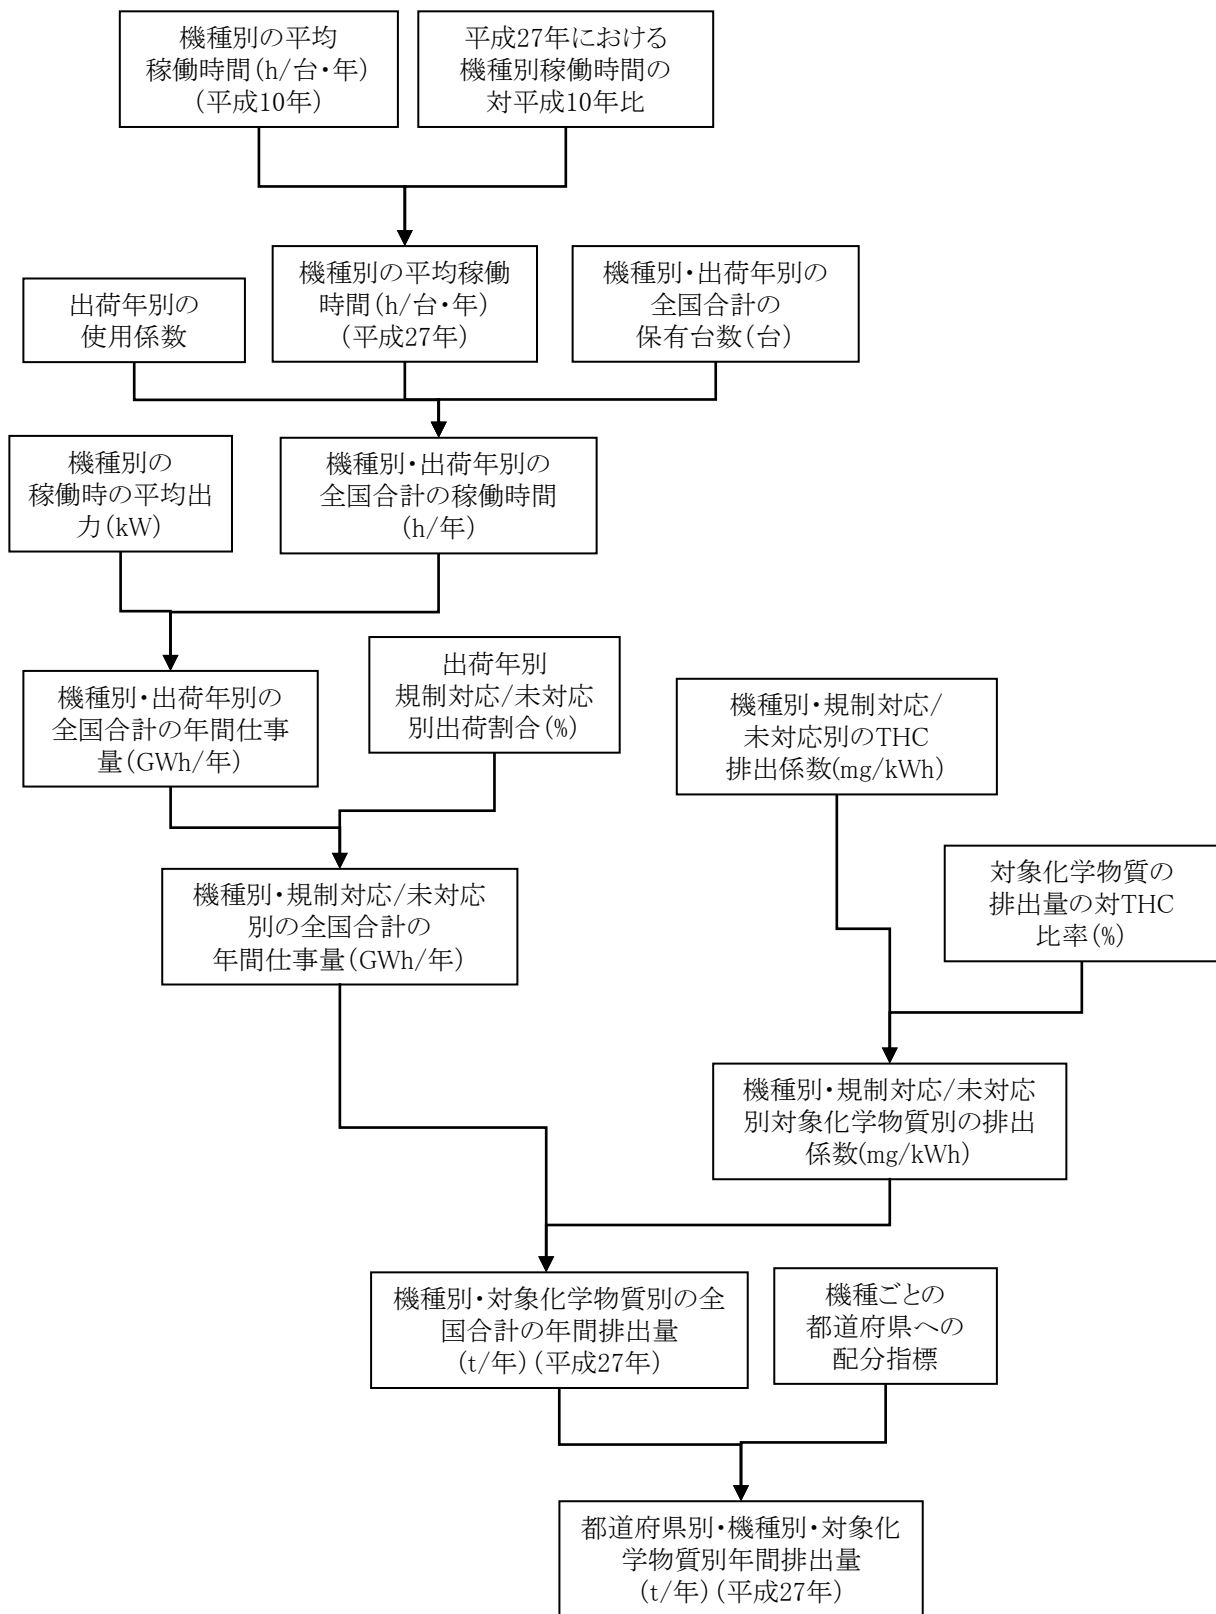 機種別の平均
稼働時間(h/台・年)
(平成10年)
平成27年における
機種別稼働時間の
対平成10年比
出荷年別の
使用係数
機種別の平均稼働
時間(h/台・年)
(平成27年)
機種別・出荷年別の
全国合計の
保有台数(台)
機種別の
稼働時の平均出
力(kW)
機種別・出荷年別の
全国合計の稼働時間
(h/年)
機種別・出荷年別の
全国合計の年間仕事
量(GWh/年)
出荷年別
規制対応/未対応
別出荷割合(%)
機種別・規制対応/
未対応別のTHC
排出係数(mg/kWh)
機種別・規制対応/未対応
別の全国合計の
年間仕事量(GWh/年)
対象化学物質の
排出量の対THC
比率(%)
機種別・規制対応/未対応
別対象化学物質別の排出
係数(mg/kWh)
機種別・対象化学物質別の全
国合計の年間排出量
(t/年)(平成27年)
機種ごとの
都道府県への
配分指標
都道府県別・機種別・対象化
学物質別年間排出量
(t/年)(平成27年)